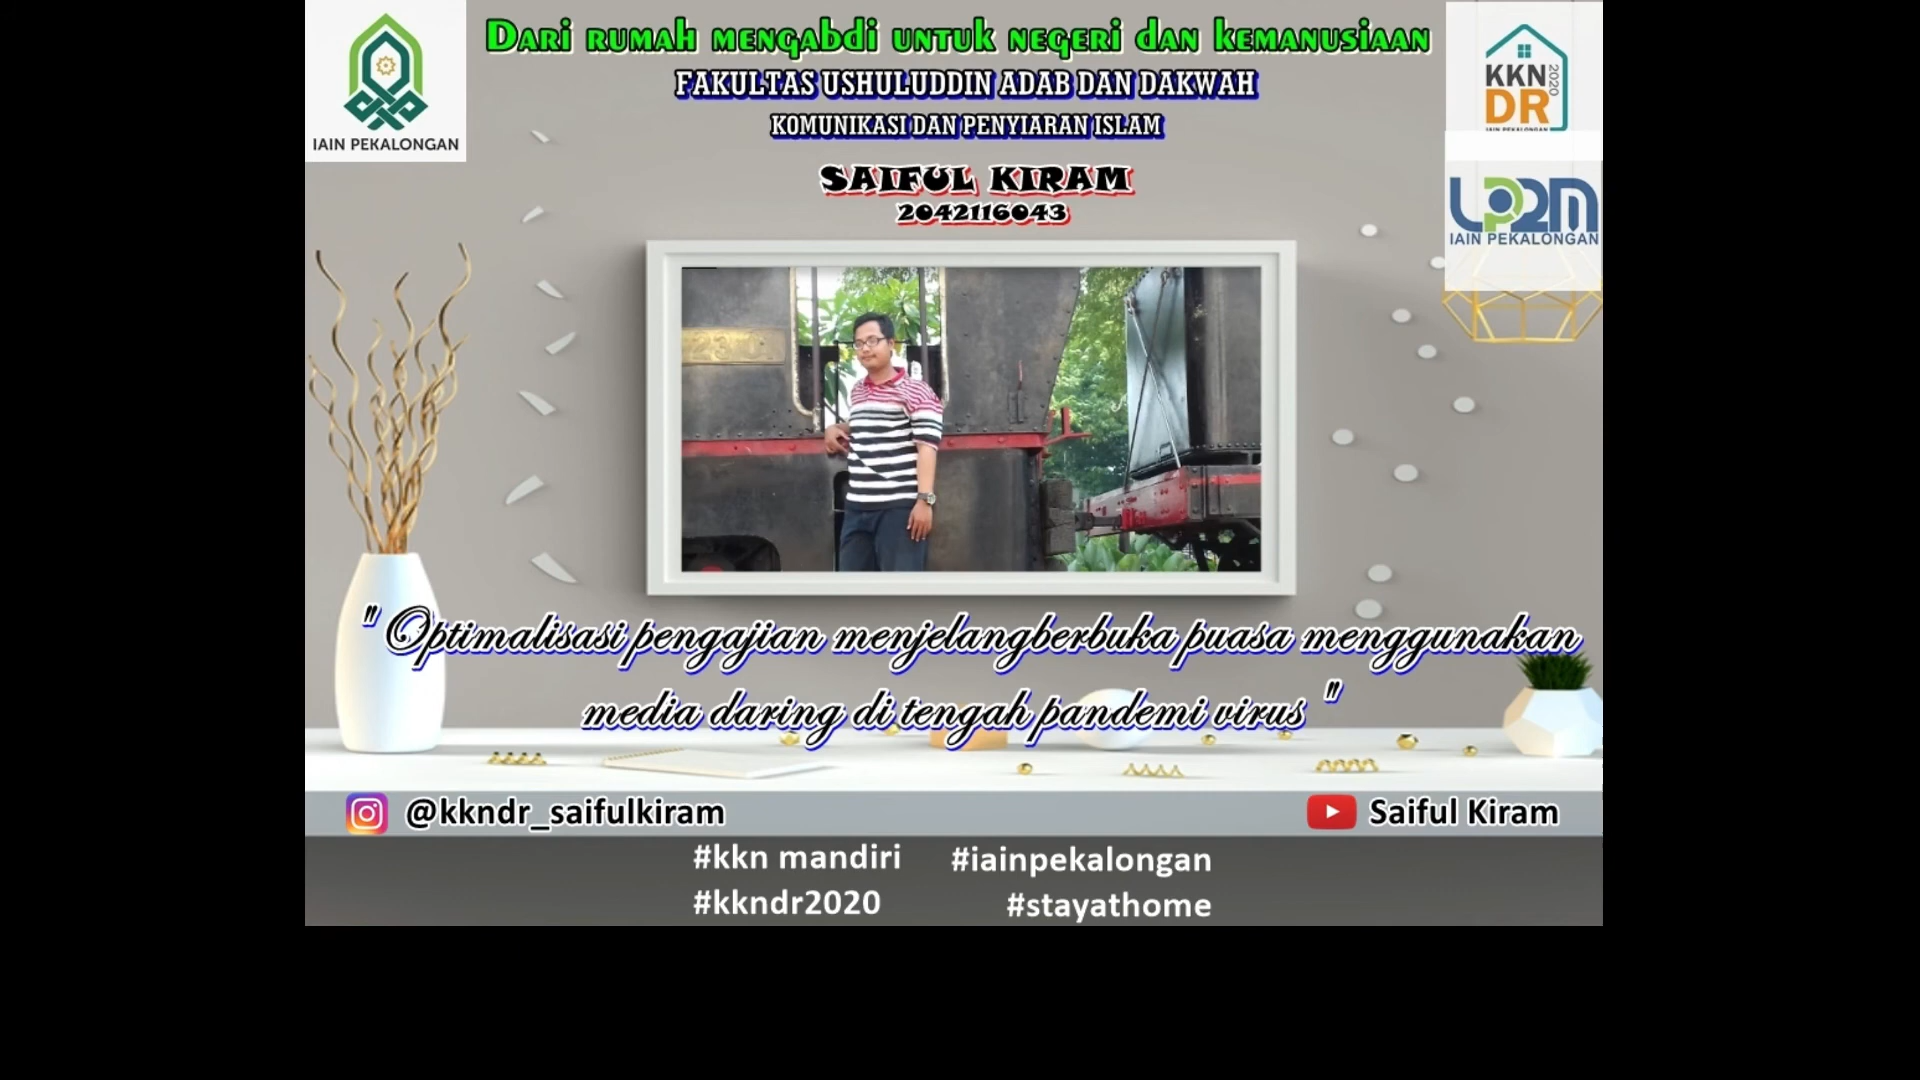 Dari rumah mengabdi untuk negeri dan kemanusiaan
FAKULTAS USHULUDDIN ADAB DAN DAKWAH
KOMUNIKASI DAN PENYIARAN ISLAM
SAIFUL KIRAM
2042116043
IAIN PEKALONGAN
KKN 2020
DR
IAIN PEKALONGAN
LP2M
IAIN PEKALONGAN
" Optimalisasi pengajian menjelangberbuka puasa menggunakan
media daring di tengah pandemi virus "
@kkndr_saifulkiram
Saiful Kiram
#kkn mandiri #iainpekalongan
#kkndr2020 #stayathome